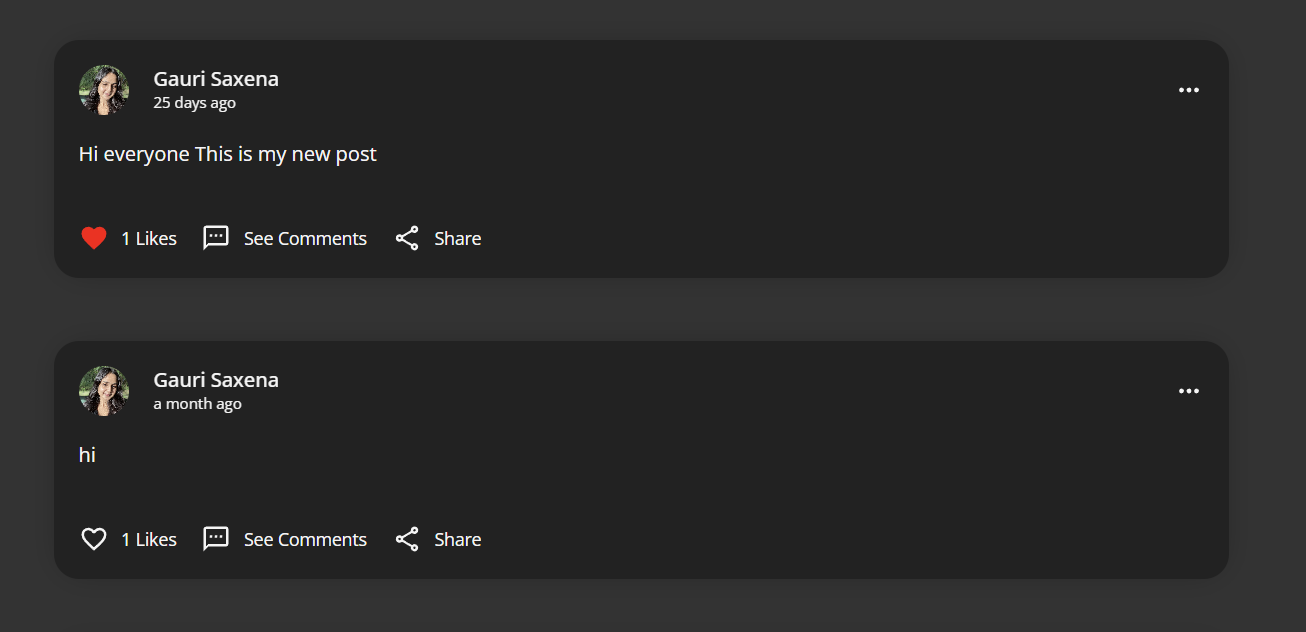 Gauri Saxena
25 days ago
Hi everyone This is my new post
1 Likes See Comments Share
Gauri Saxena
a month ago
hi
1 Likes See Comments Share